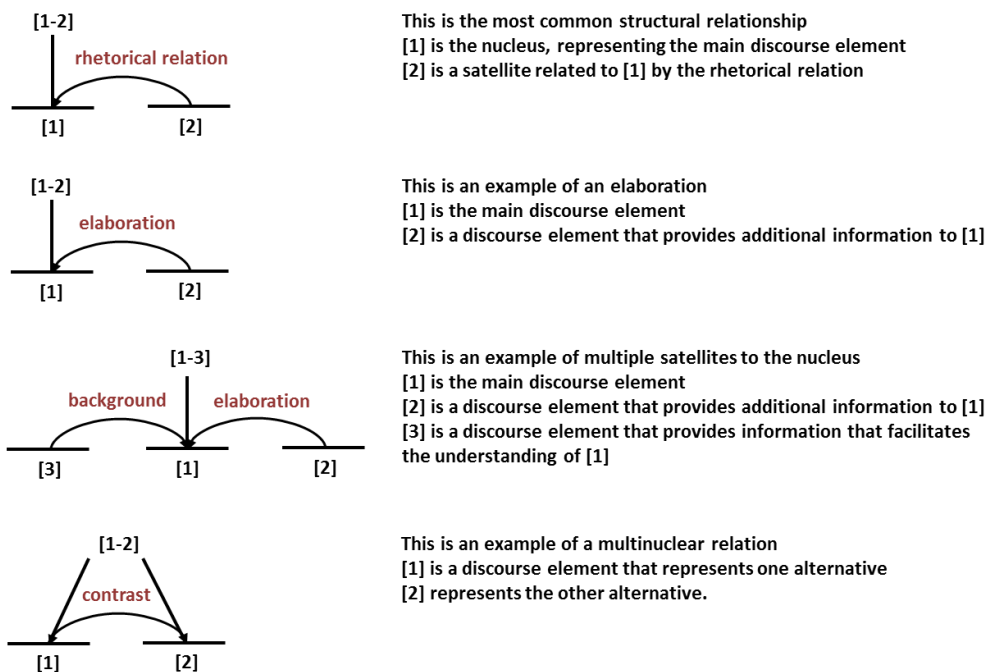 [1-2]
rhetorical relation
[1]
[2]
This is the most common structural relationship
[1] is the nucleus, representing the main discourse element
[2] is a satellite related to [1] by the rhetorical relation
[1-2]
elaboration
[1]
[2]
This is an example of an elaboration
[1] is the main discourse element
[2] is a discourse element that provides additional information to [1]
[1-3]
background
elaboration
[3]
[1]
[2]
This is an example of multiple satellites to the nucleus
[1] is the main discourse element
[2] is a discourse element that provides additional information to [1]
[3] is a discourse element that provides information that facilitates
the understanding of [1]
[1-2]
contrast
[1]
[2]
This is an example of a multinuclear relation
[1] is a discourse element that represents one alternative
[2] represents the other alternative.